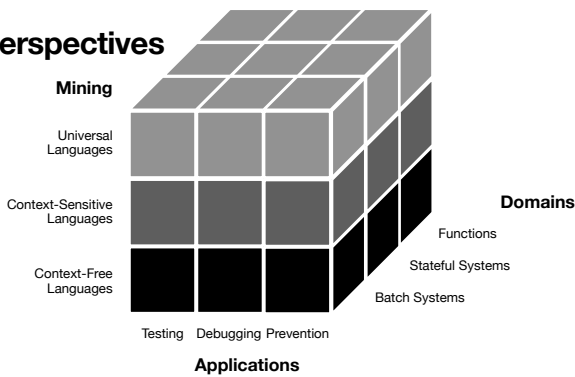 erspectives
Mining
Universal
Languages
Context-Sensitive
Languages
Context-Free
Languages
Domains
Functions
Stateful Systems
Batch Systems
Testing Debugging Prevention
Applications